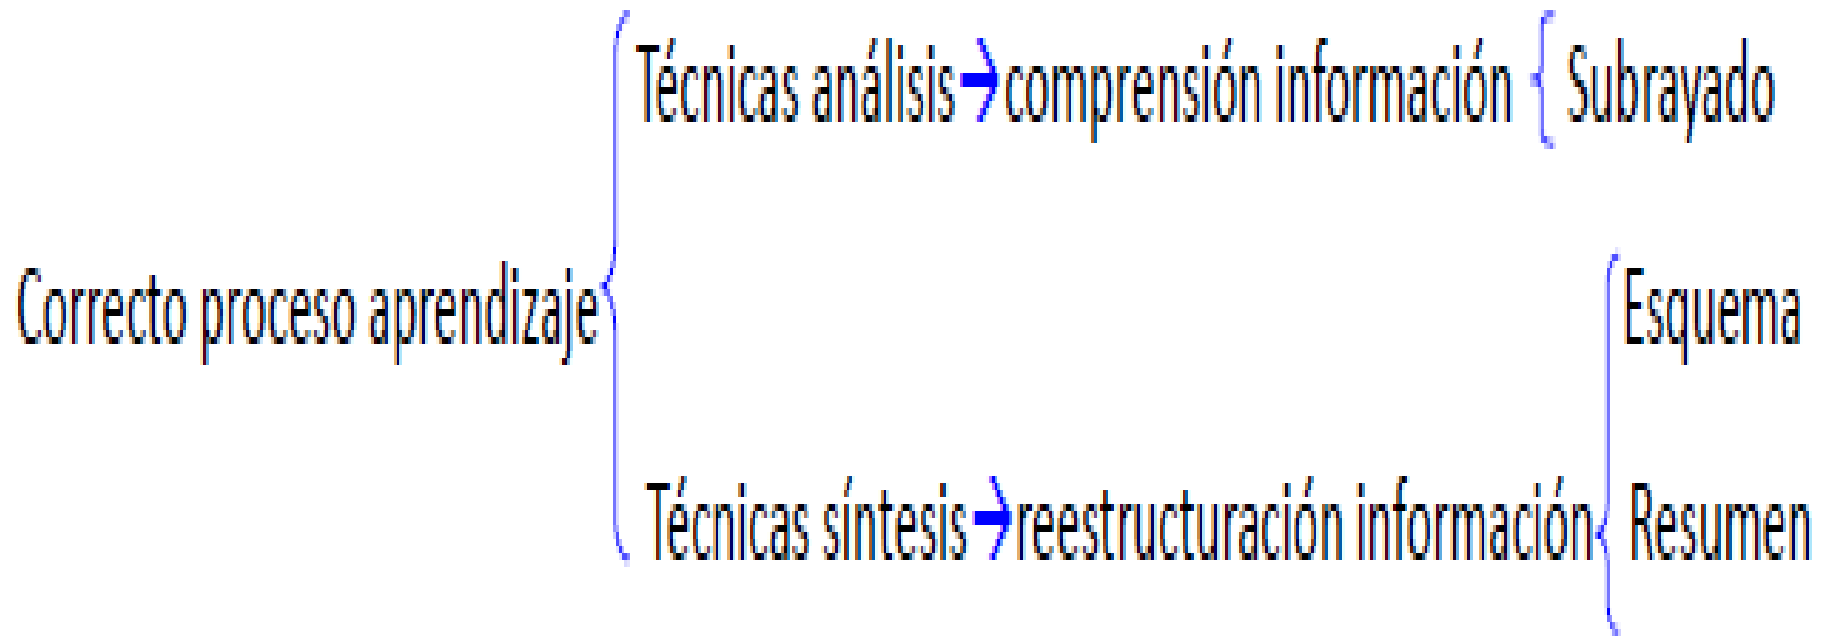 Técnicas análisis→comprensión información { Subrayado
Correcto proceso aprendizaje
Esquema
Técnicas síntesis→reestructuración información
Resumen